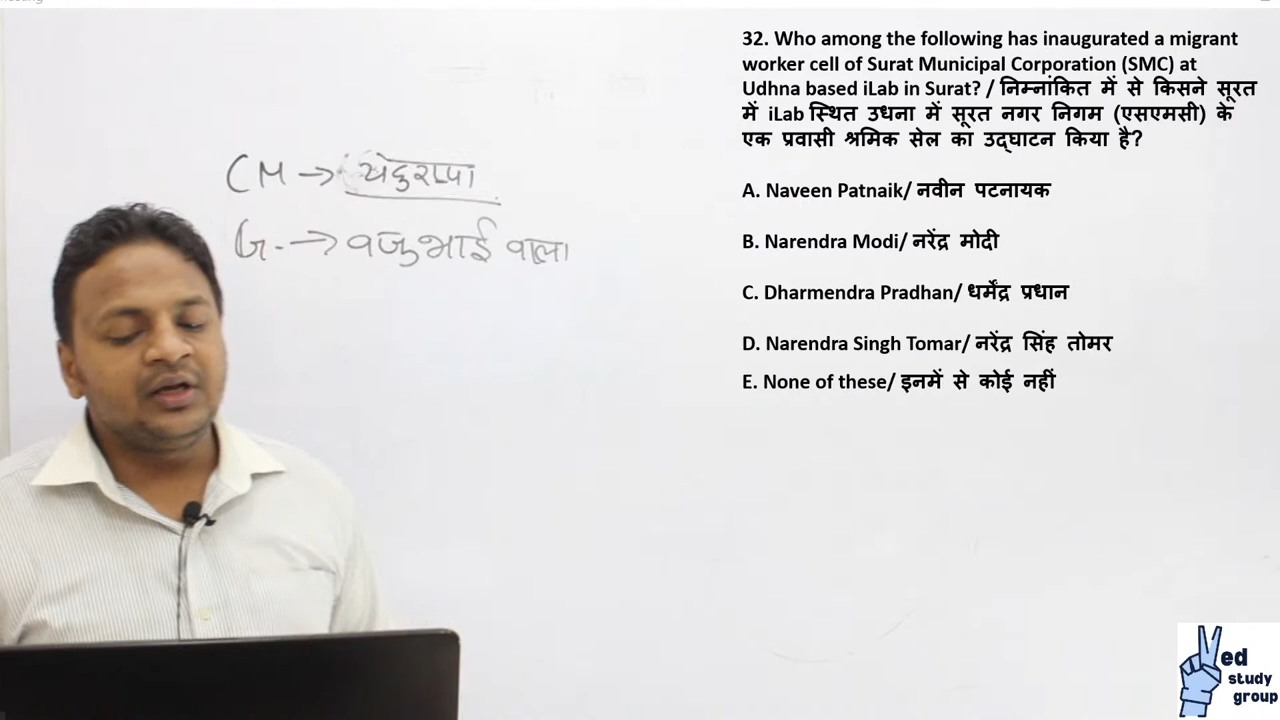 32. Who among the following has inaugurated a migrant
worker cell of Surat Municipal Corporation (SMC) at
Udhna based iLab in Surat? / निम्नांकित में से किसने सूरत
में iLab स्थित उधना में सूरत नगर निगम (एसएमसी) के
एक प्रवासी श्रमिक सेल का उद्घाटन किया है?
A. Naveen Patnaik/ नवीन पटनायक
B. Narendra Modi/ नरेंद्र मोदी
C. Dharmendra Pradhan/ धर्मेंद्र प्रधान
D. Narendra Singh Tomar/ नरेंद्र सिंह तोमर
E. None of these/ इनमें से कोई नहीं
CM →
G. → वजुभाई वाला
Ved
study
group